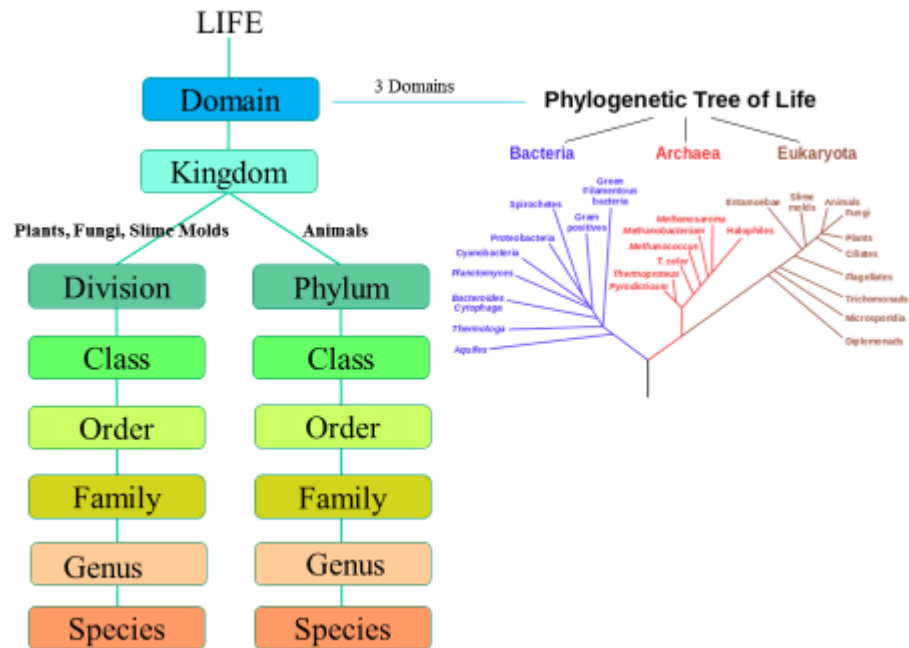 LIFE
Domain
3 Domains
Kingdom
Plants, Fungi, Slime Molds
Animals
Division
Phylum
Class
Class
Order
Order
Family
Family
Genus
Genus
Species
Species
Phylogenetic Tree of Life
Bacteria
Archaea
Eukaryota
Green
Filamentous
bacteria
Spirochetes
Gram
positives
Proteobacteria
Cyanobacteria
Planctomyces
Bacteroides
Cytophaga
Thermotoga
Aquifex
Methanosarcina
Methanobacterium
Halophiles
Methanococcus
T. celer
Thermoproteus
Pyrodicticum
Entamoebae
Slime
molds
Animals
Fungi
Plants
Ciliates
Flagellates
Trichomonads
Microsporidia
Diplomonads